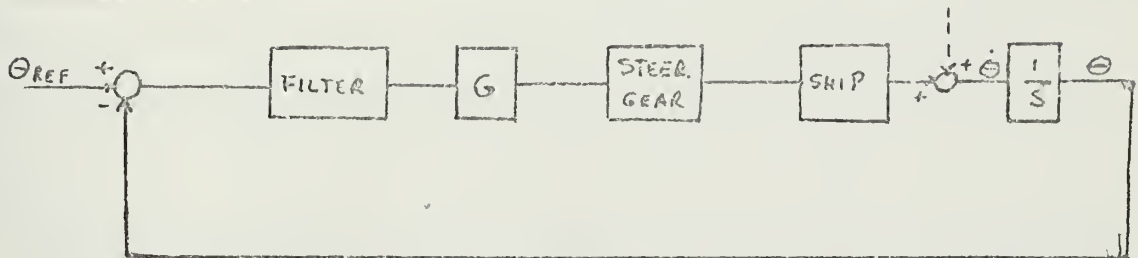 ΘREF
+
-
FILTER
G
STEER.
GEAR
SHIP
+
+
Θ̇
1
S
Θ